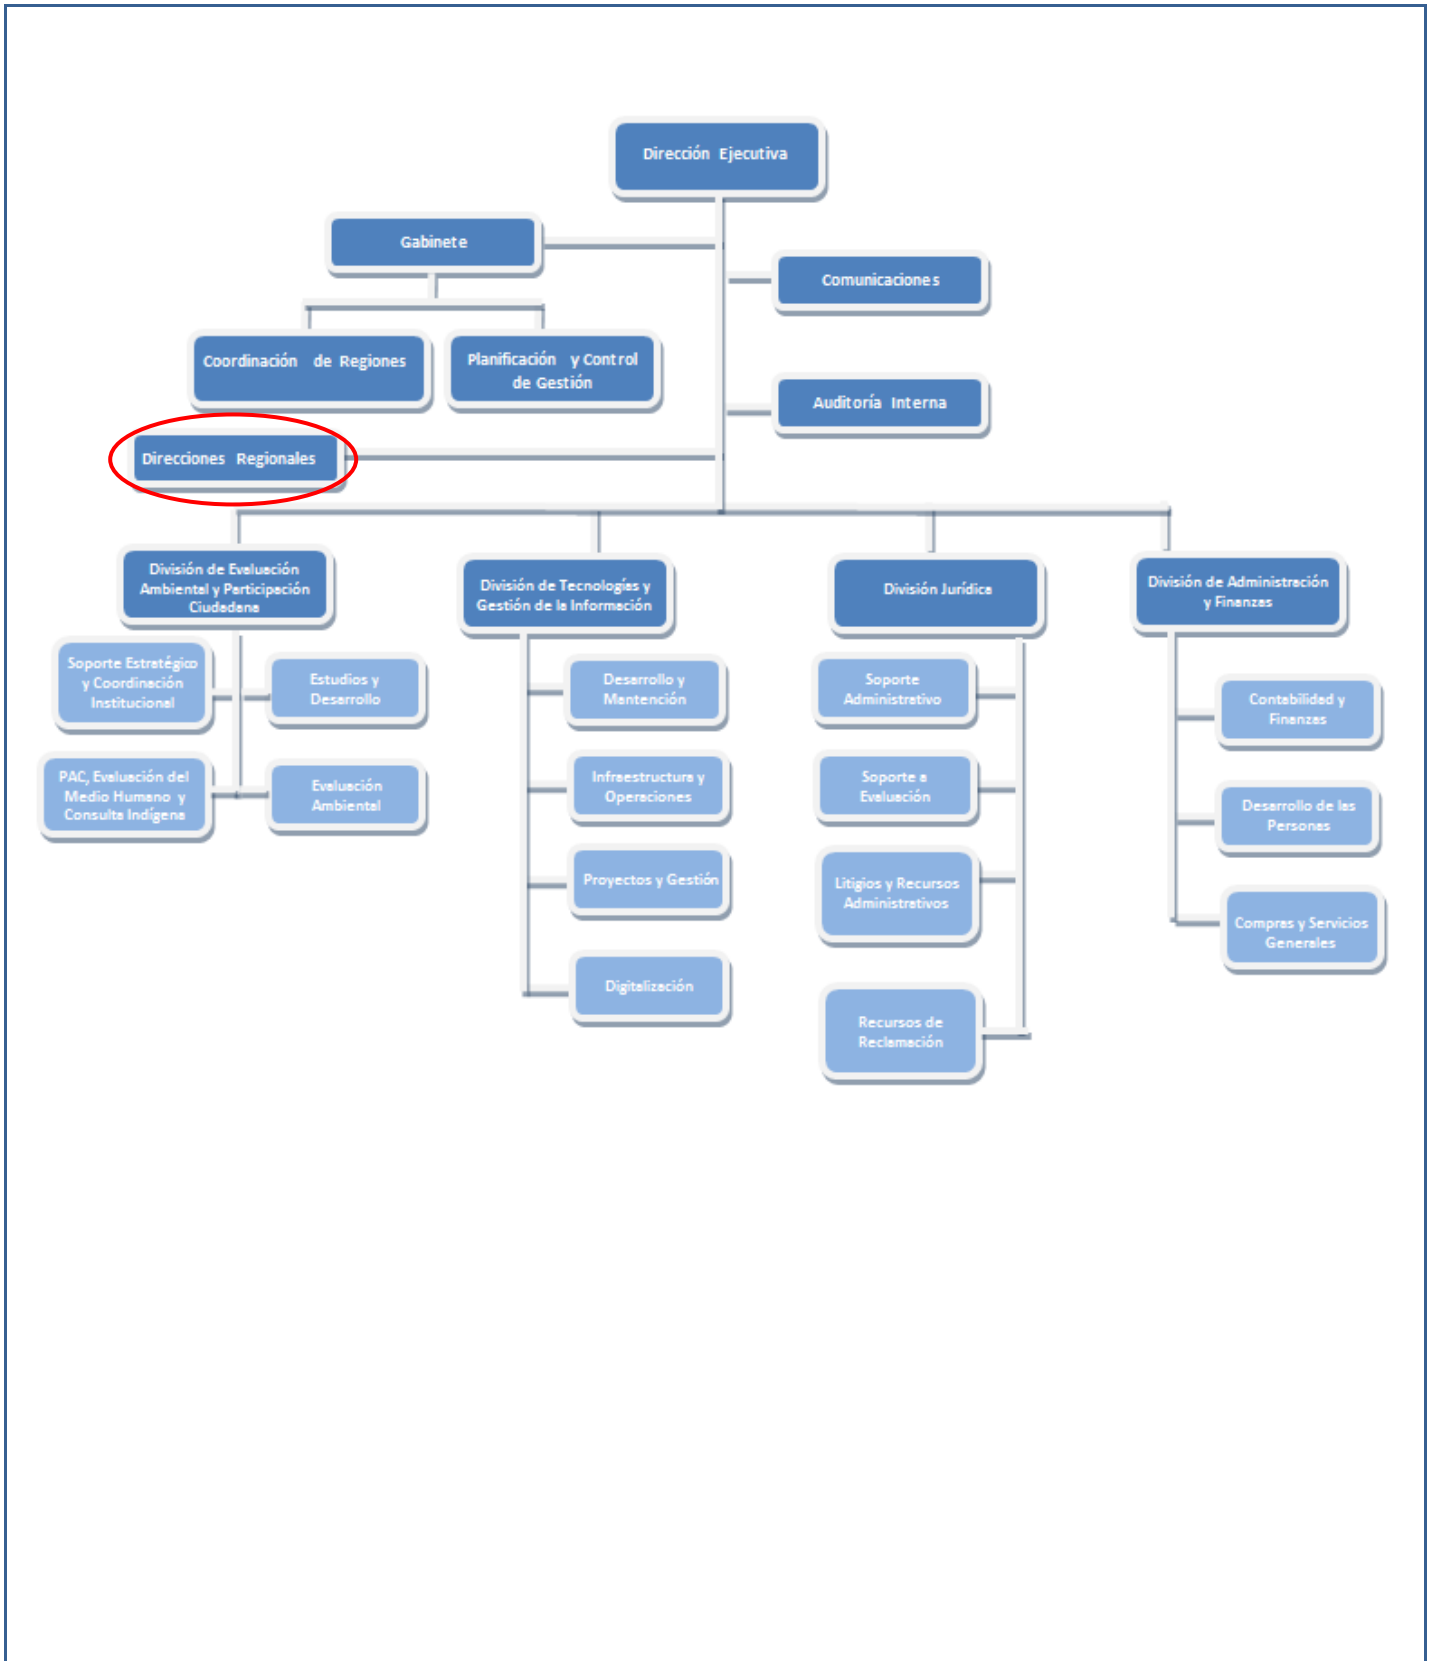 Dirección Ejecutiva
Gabinete
Comunicaciones
Coordinación de Regiones
Planificación y Control
de Gestión
Auditoría Interna
Direcciones Regionales
División de Evaluación
Ambiental y Participación
Ciudadana
División de Tecnologías y
Gestión de la Información
División Jurídica
División de Administración
y Finanzas
Soporte Estratégico
y Coordinación
Institucional
Estudios y
Desarrollo
PAC, Evaluación del
Medio Humano y
Consulta Indígena
Evaluación
Ambiental
Desarrollo y
Mantención
Infraestructura y
Operaciones
Proyectos y Gestión
Digitalización
Soporte
Administrativo
Soporte a
Evaluación
Litigios y Recursos
Administrativos
Recursos de
Reclamación
Contabilidad y
Finanzas
Desarrollo de las
Personas
Compras y Servicios
Generales